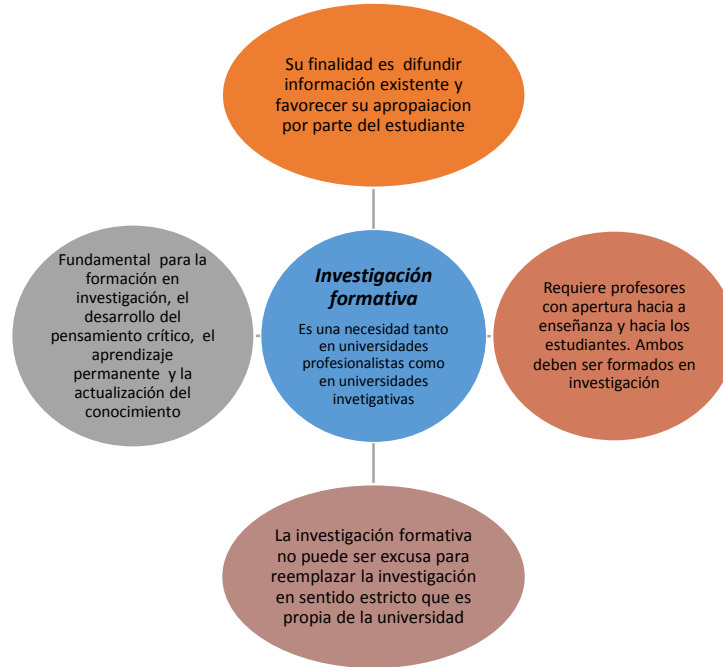 Su finalidad es difundir
información existente y
favorecer su apropaiacion
por parte del estudiante
Fundamental para la
formación en
investigación, el
desarrollo del
pensamiento crítico, el
aprendizaje
permanente y la
actualización del
conocimiento
Investigación
formativa
Es una necesidad tanto
en universidades
profesionalistas como
en universidades
invetigativas
Requiere profesores
con apertura hacia a
enseñanza y hacia los
estudiantes. Ambos
deben ser formados en
investigación
La investigación formativa
no puede ser excusa para
reemplazar la investigación
en sentido estricto que es
propia de la universidad